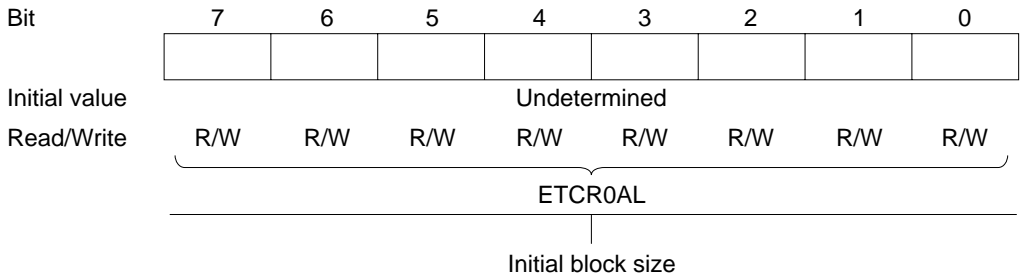 Bit 7 6 5 4 3 2 1 0
Initial value Undetermined
Read/Write R/W R/W R/W R/W R/W R/W R/W R/W
ETCR0AL
Initial block size